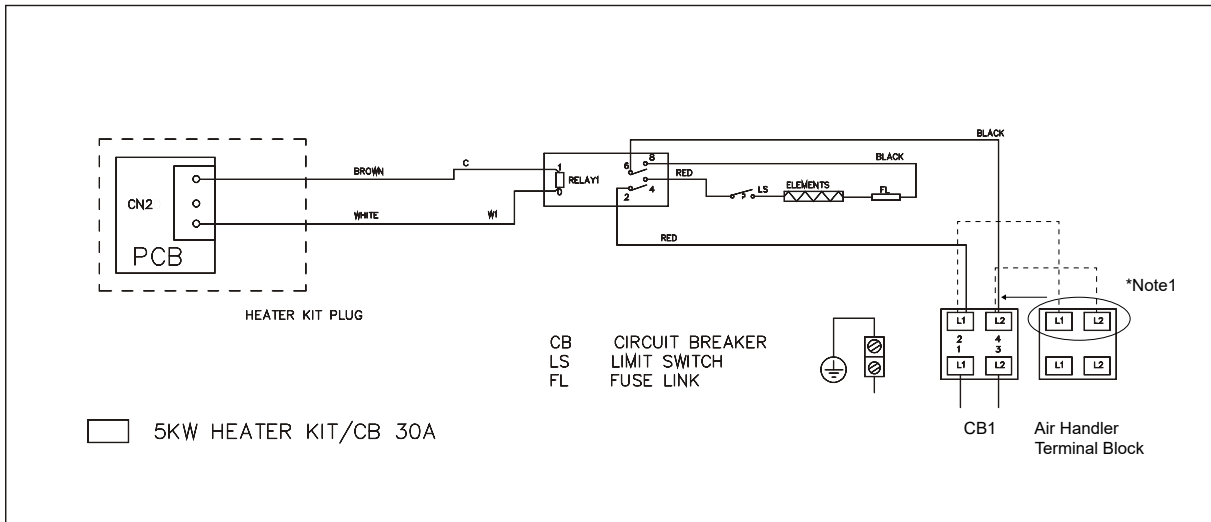 BLACK
8
6
BLACK
1
BROWN
C
RELAY1
RED
4
LS
ELEMENTS
FL
CN2
0
2
WHITE
W1
PCB
RED
*Note1
HEATER KIT PLUG
L1 L2 L1 L2
CB CIRCUIT BREAKER
2 4
LS LIMIT SWITCH
1 3
FL FUSE LINK
L1 L2 L1 L2
5KW HEATER KIT/CB 30A
CB1
Air Handler
Terminal Block